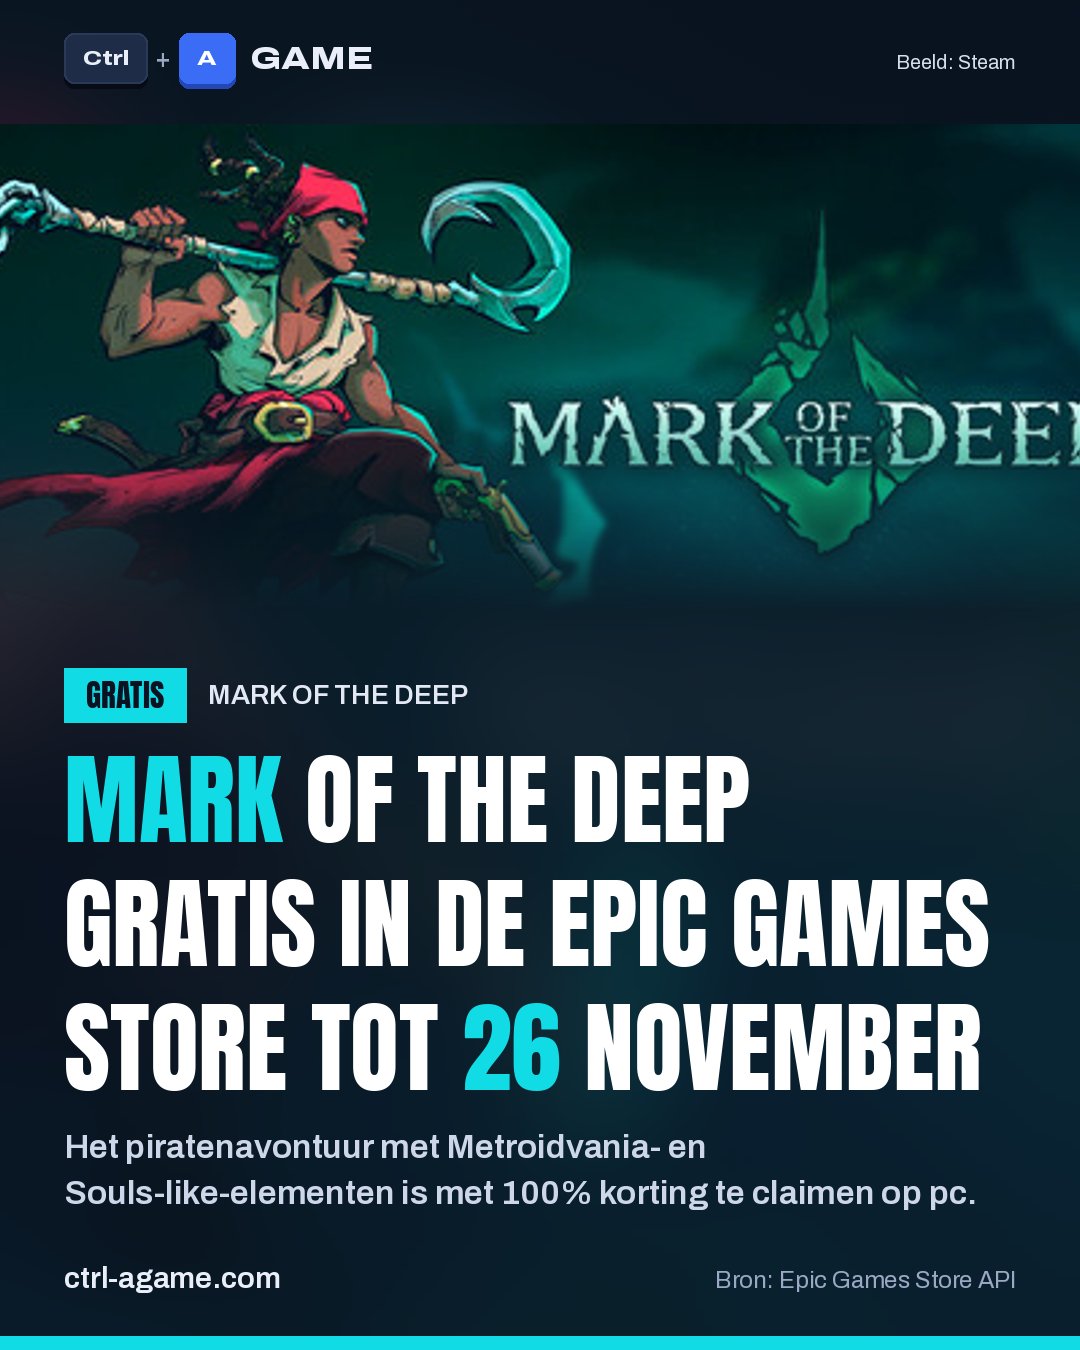 Ctrl + A GAME
Beeld: Steam
MARK OF THE DEEP
GRATIS MARK OF THE DEEP
MARK OF THE DEEP
GRATIS IN DE EPIC GAMES
STORE TOT 26 NOVEMBER
Het piratenavontuur met Metroidvania- en
Souls-like-elementen is met 100% korting te claimen op pc.
ctrl-agame.com
Bron: Epic Games Store API